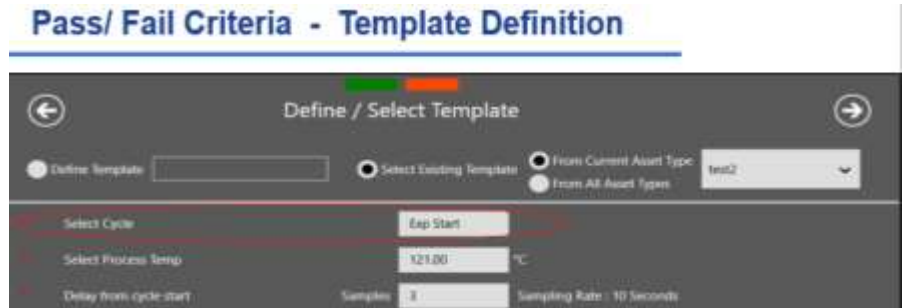 Pass/ Fail Criteria - Template Definition
Define / Select Template
Define Template Select Existing Template From Current Asset Type test2
From All Asset Types
Select Cycle Exp Start
Select Process Temp 121.00 °C
Delay from cycle start Samples 3 Sampling Rate : 10 Seconds